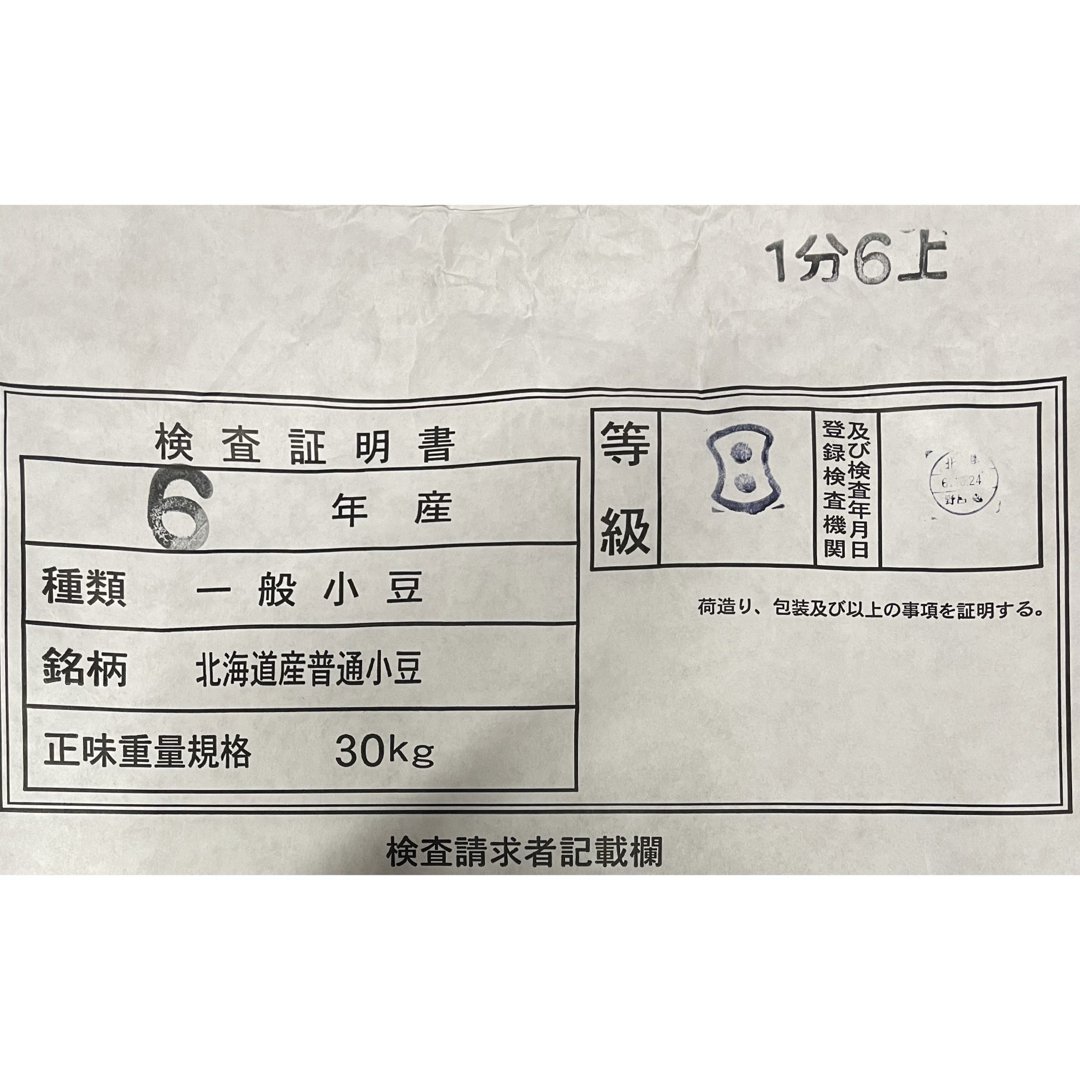 1分6上
検査証明書
6年産
種類 一般小豆
銘柄 北海道産普通小豆
正味重量規格 30kg
等級
登録検査機関
及び検査年月日
荷造り、包装及び以上の事項を証明する。
検査請求者記載欄